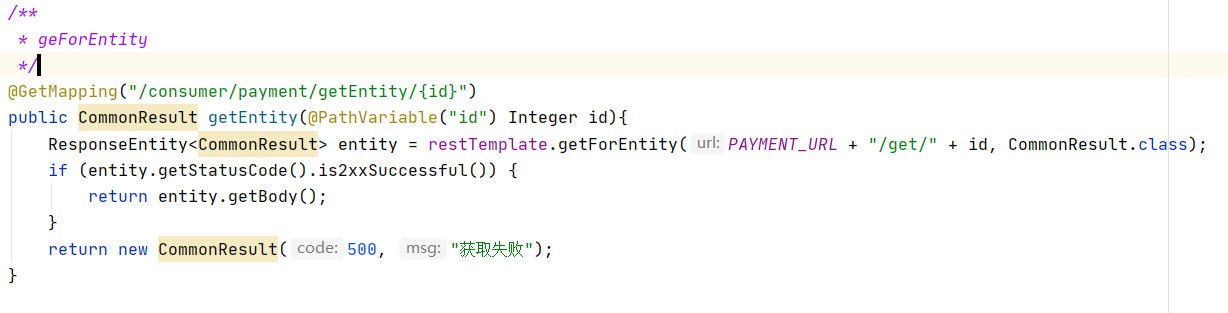 /**
 * geForEntity
 */
@GetMapping("/consumer/payment/getEntity/{id}")
public CommonResult getEntity(@PathVariable("id") Integer id){
    ResponseEntity<CommonResult> entity = restTemplate.getForEntity( url: PAYMENT_URL + "/get/" + id, CommonResult.class);
    if (entity.getStatusCode().is2xxSuccessful()) {
        return entity.getBody();
    }
    return new CommonResult( code: 500, msg: "获取失败");
}